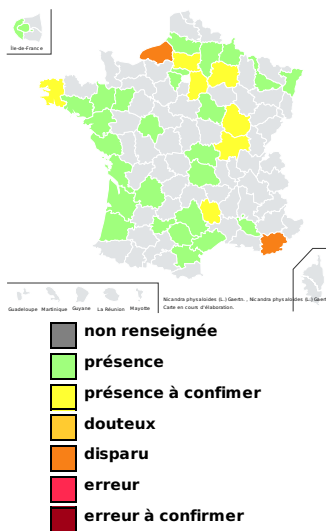 Île-de-France
Guadeloupe Martinique Guyane La Réunion Mayotte
Nicandra physaloides (L.) Gaertn. , Nicandra physaloides (L.) Gaert
Carte en cours d'élaboration.
non renseignée
présence
présence à confimer
douteux
disparu
erreur
erreur à confirmer